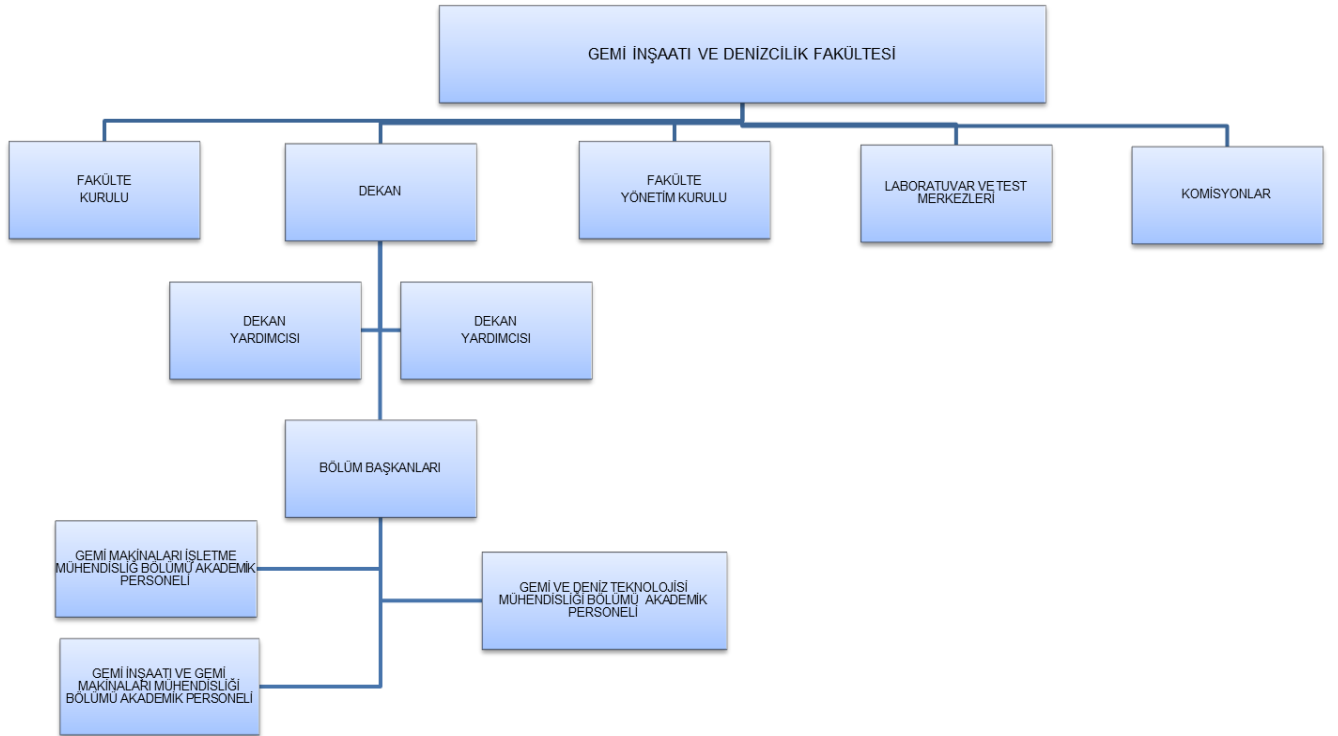 GEMİ İNŞAATI VE DENİZCİLİK FAKÜLTESİ
FAKÜLTE
KURULU
DEKAN
FAKÜLTE
YÖNETİM KURULU
LABORATUVAR VE TEST
MERKEZLERİ
KOMİSYONLAR
DEKAN
YARDIMCISI
DEKAN
YARDIMCISI
BÖLÜM BAŞKANLARI
GEMİ MAKİNALARI İŞLETME
MÜHENDİSLİĞ BÖLÜMÜ AKADEMİK
PERSONELİ
GEMİ VE DENİZ TEKNOLOJİSİ
MÜHENDİSLİĞİ BÖLÜMÜ AKADEMİK
PERSONELİ
GEMİ İNŞAATI VE GEMİ
MAKİNALARI MÜHENDİSLİĞİ
BÖLÜMÜ AKADEMİK PERSONELİ